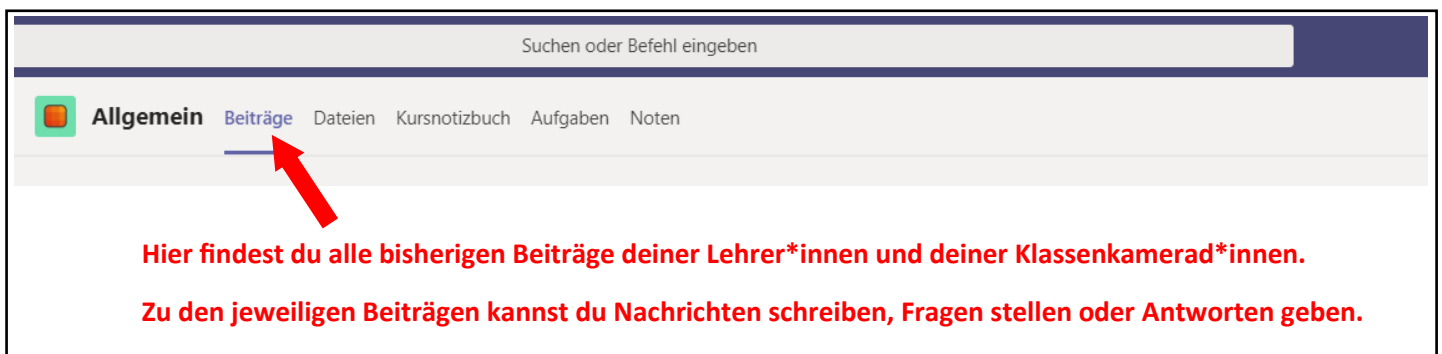 Suchen oder Befehl eingeben
Allgemein Beiträge Dateien Kursnotizbuch Aufgaben Noten
Hier findest du alle bisherigen Beiträge deiner Lehrer*innen und deiner Klassenkamerad*innen.
Zu den jeweiligen Beiträgen kannst du Nachrichten schreiben, Fragen stellen oder Antworten geben.